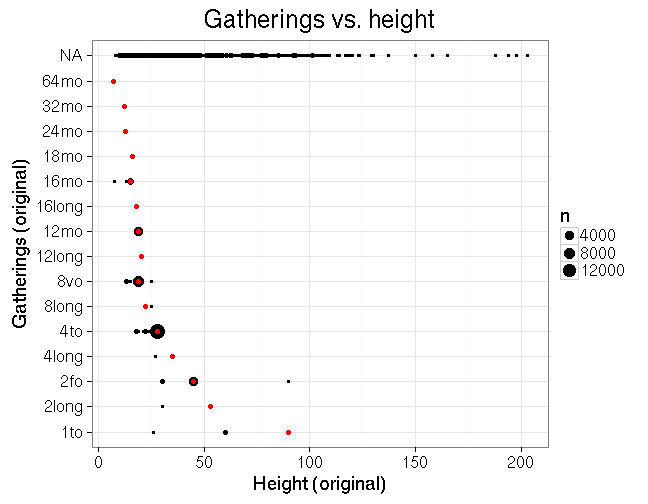 Gatherings vs. height
NA
64mo
32mo
24mo
18mo
16mo
16long
12mo
12long
8vo
8long
4to
4long
2fo
2long
1to
Gatherings (original)
0 50 100 150 200
Height (original)
n
4000
8000
12000